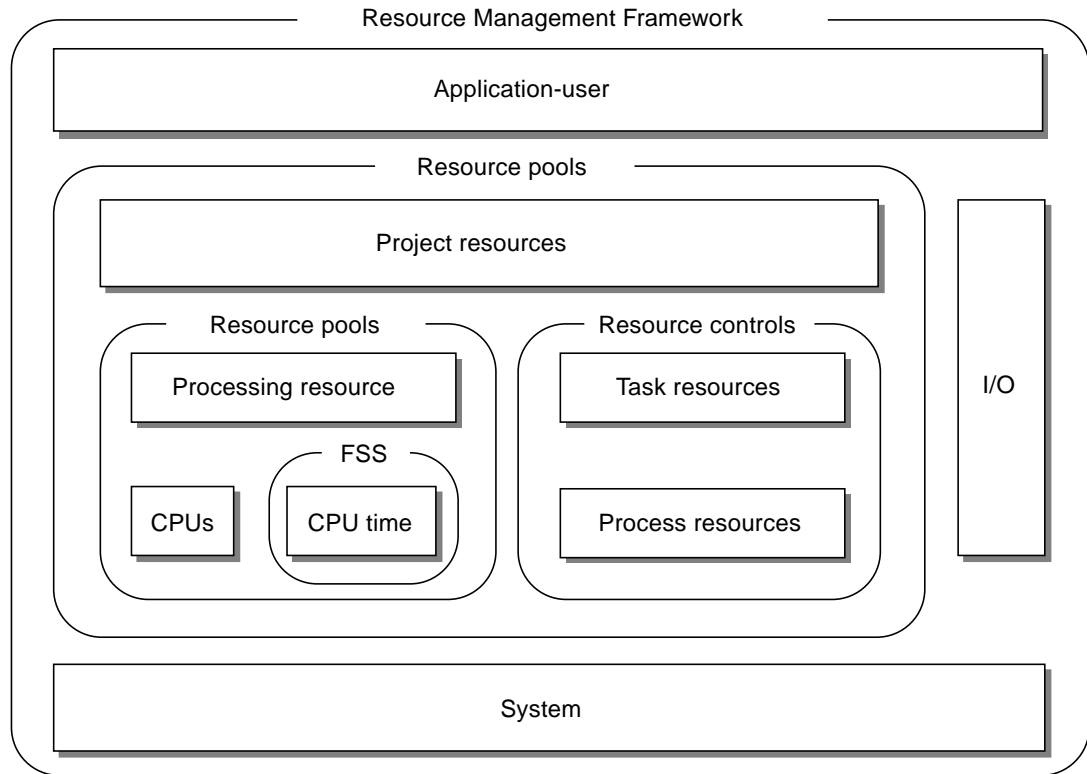 Resource Management Framework
Application-user
Resource pools
Project resources
Resource pools
Resource controls
Processing resource
Task resources
I/O
FSS
CPUs
CPU time
Process resources
System